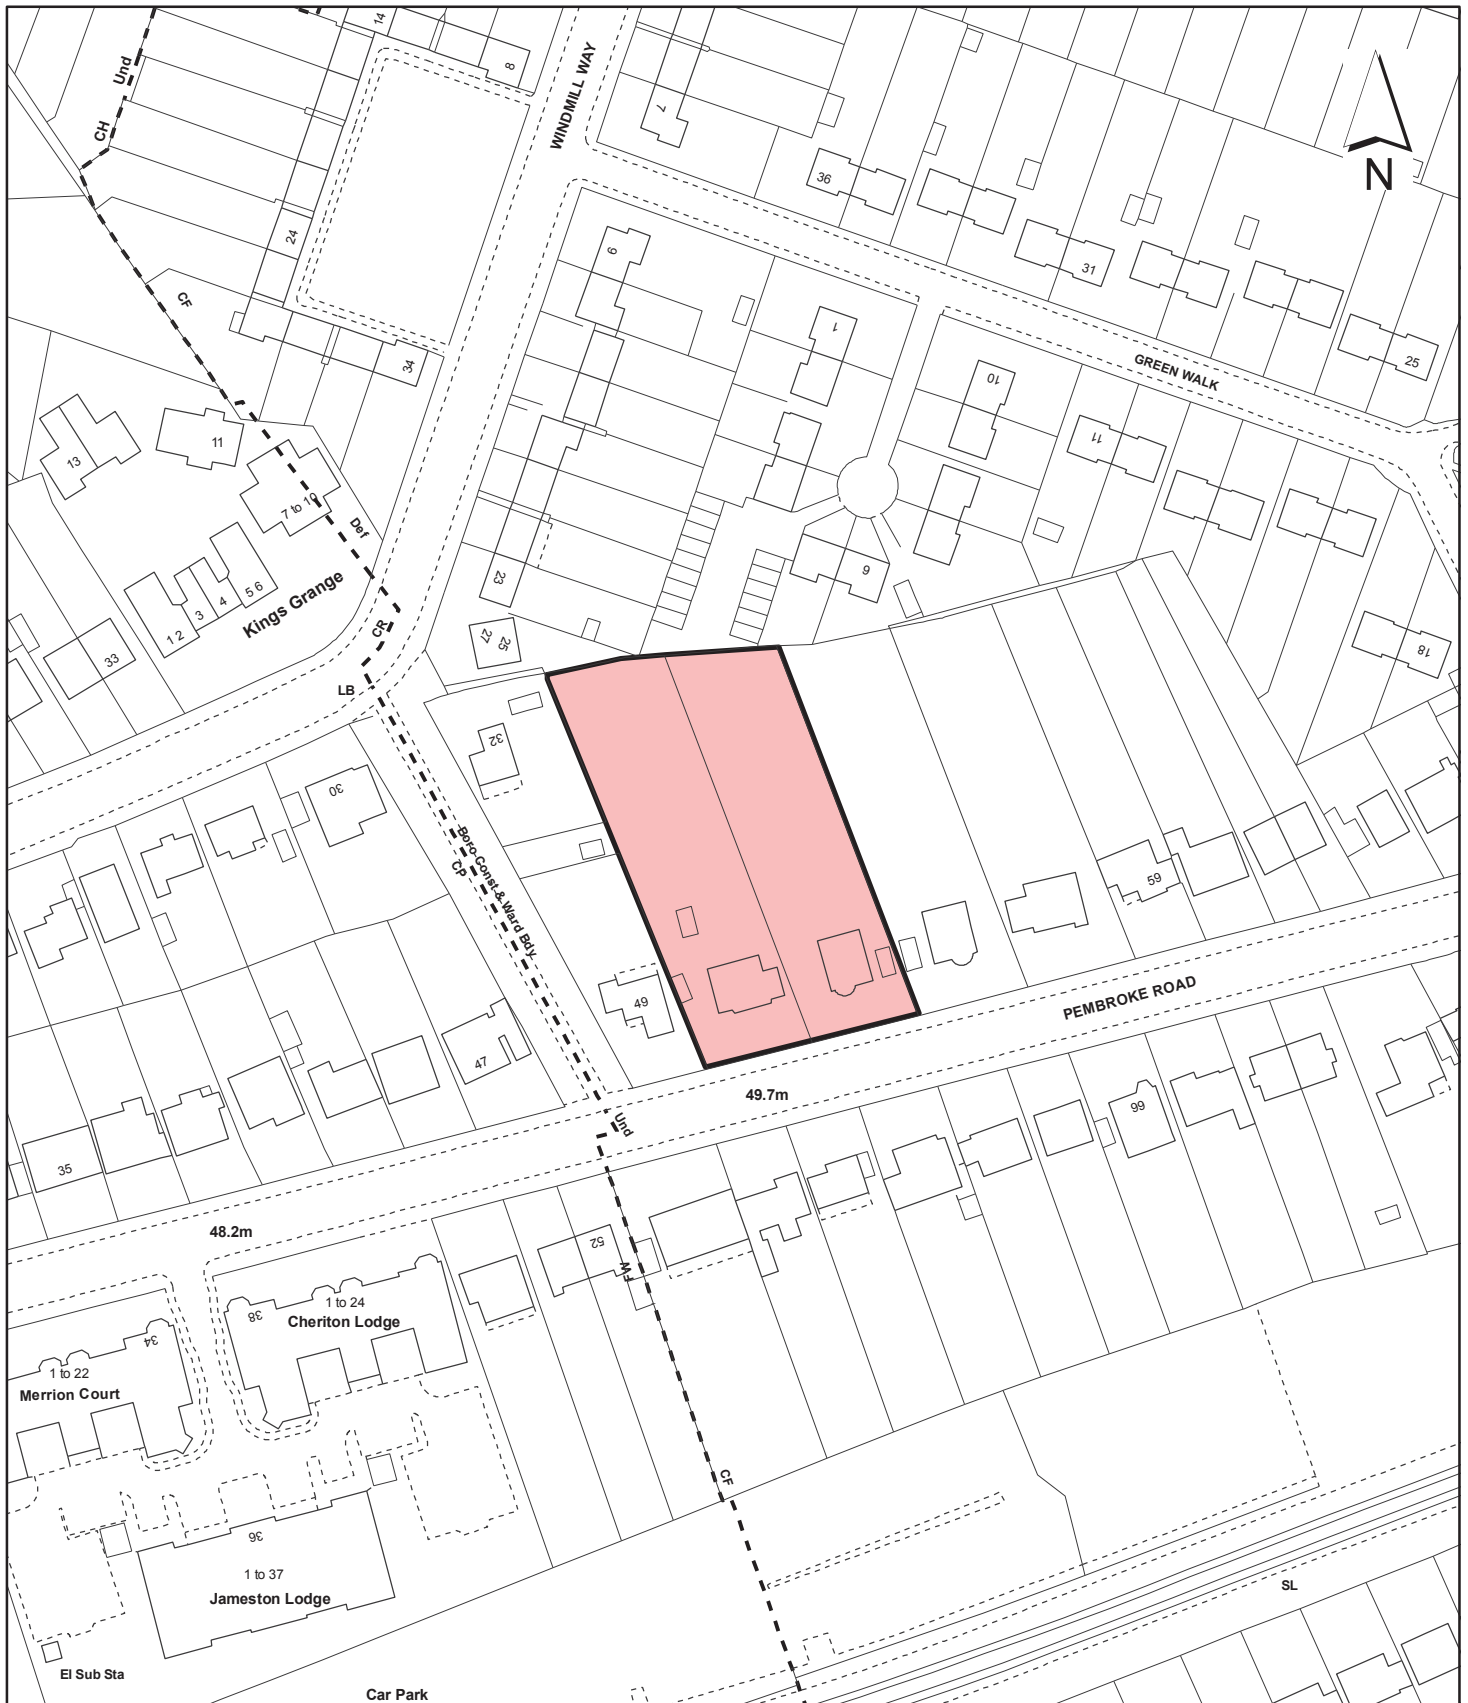 14
8
Und
WINDMILL WAY
7
CH
36
N
24
6
31
CF
1
34
GREEN WALK
25
10
13
11
11
7 to 10
Def
23
9
5 6
4
3
1 2
Kings Grange
CR
27
25
33
18
LB
32
30
Boro Const & Ward Bdy
CP
59
49
PEMBROKE ROAD
47
49.7m
66
Und
35
48.2m
52
FW
38
1 to 24
Cheriton Lodge
34
1 to 22
Merrion Court
CF
36
1 to 37
Jameston Lodge
SL
El Sub Sta
Car Park